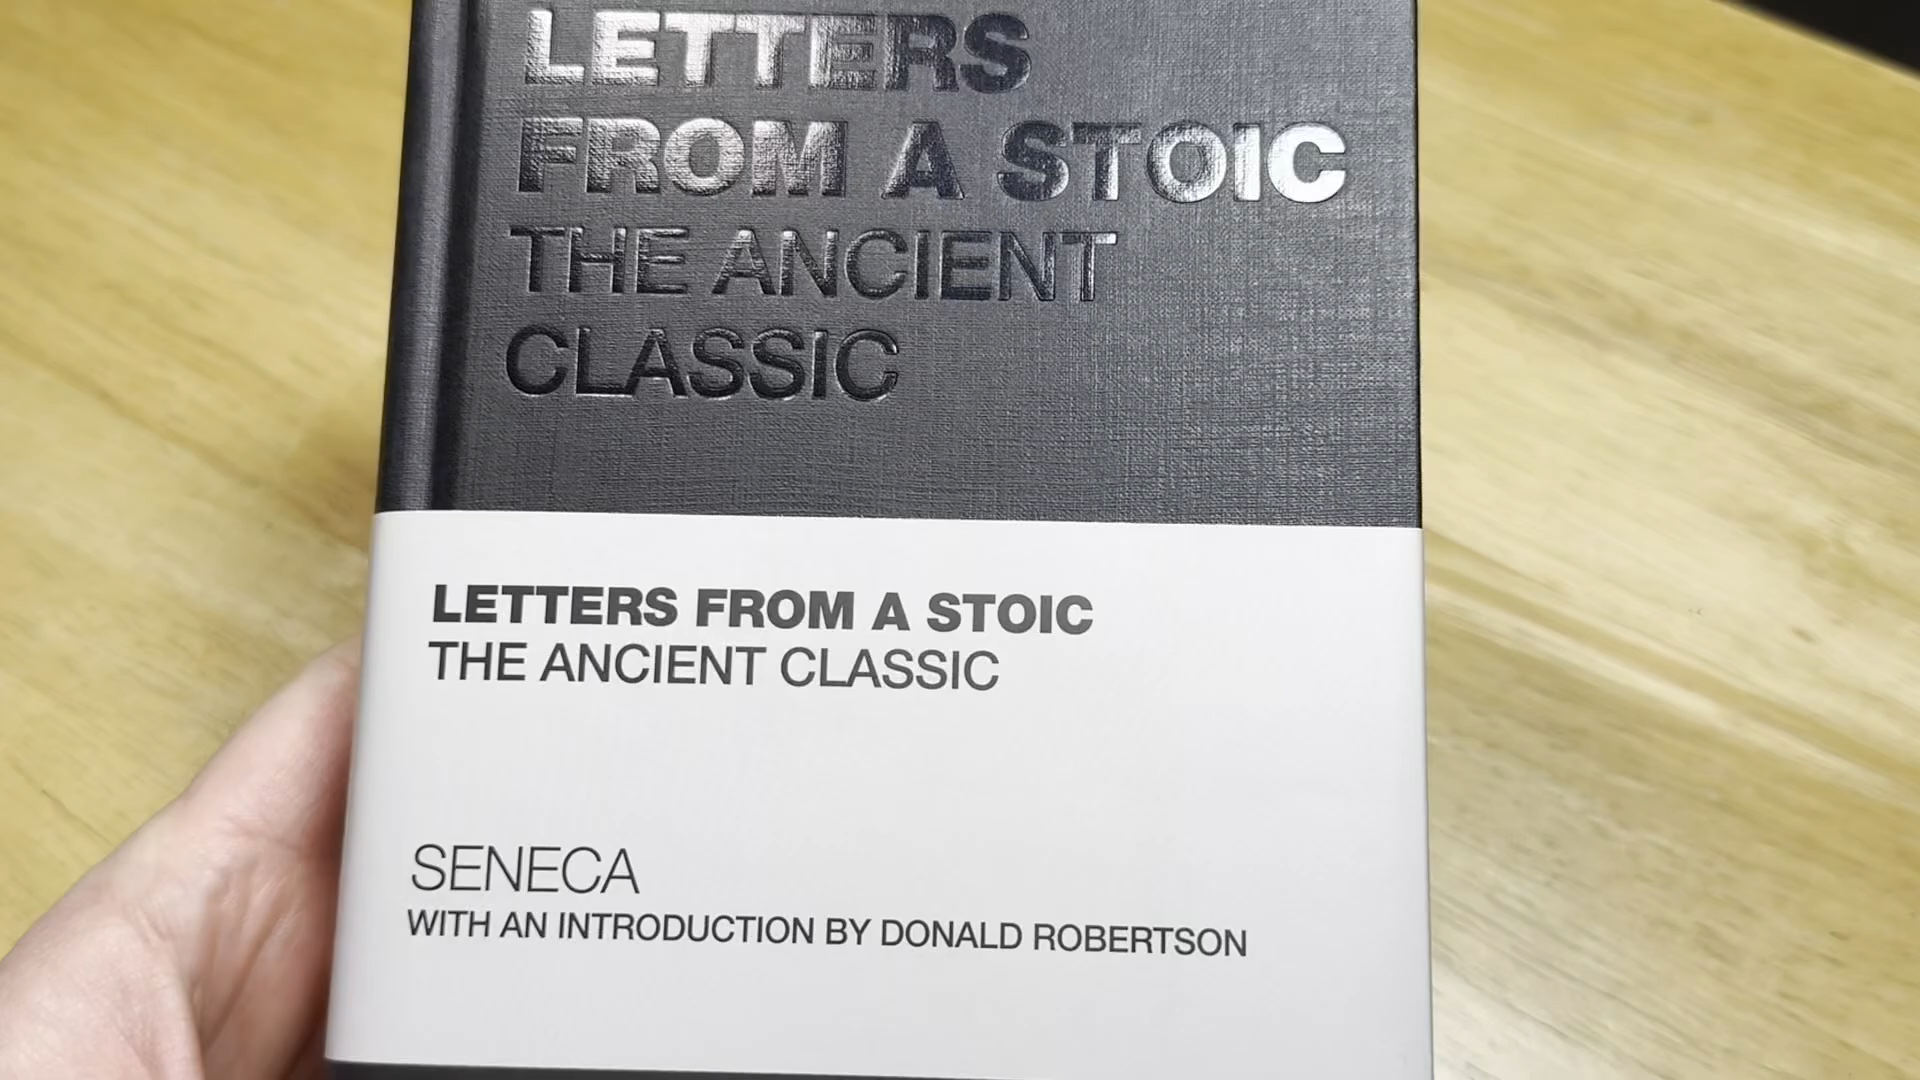 LETTERS
FROM A STOIC
THE ANCIENT
CLASSIC
LETTERS FROM A STOIC
THE ANCIENT CLASSIC
SENECA
WITH AN INTRODUCTION BY DONALD ROBERTSON